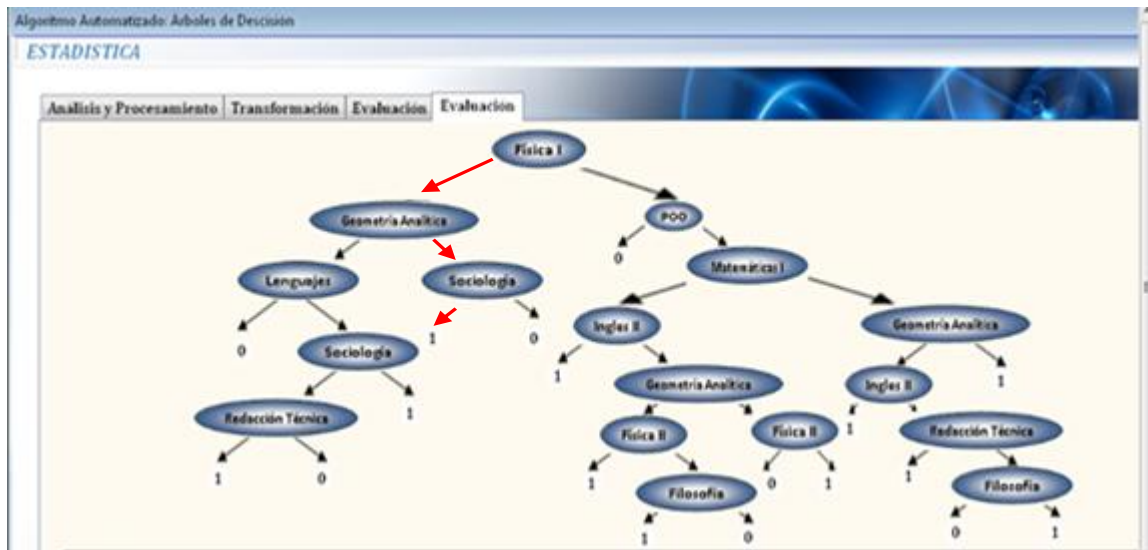 Algoritmo Automatizado: Arboles de Descisión
ESTADISTICA
Análisis y Procesamiento Transformación Evaluación Evaluación
Física I
Geometría Analítica POO
0
Lenguajes Sociología Matemáticas I
Ingles II Geometría Analítica
0 Sociología 1 0
1 Geometría Analítica Ingles II 1
Redacción Técnica 1
Física II Física II 1 Redacción Técnica
1 0 1 0 1 1
Filosofía Filosofía
1 0 0 1